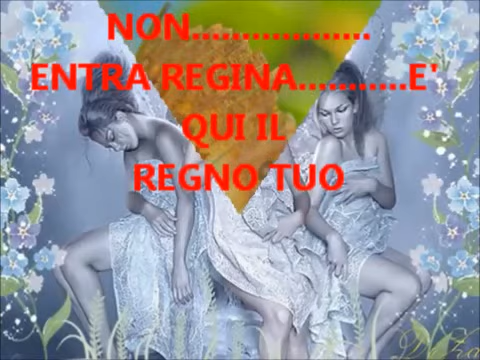 NON..................
ENTRA REGINA...........E'
QUI IL
REGNO TUO